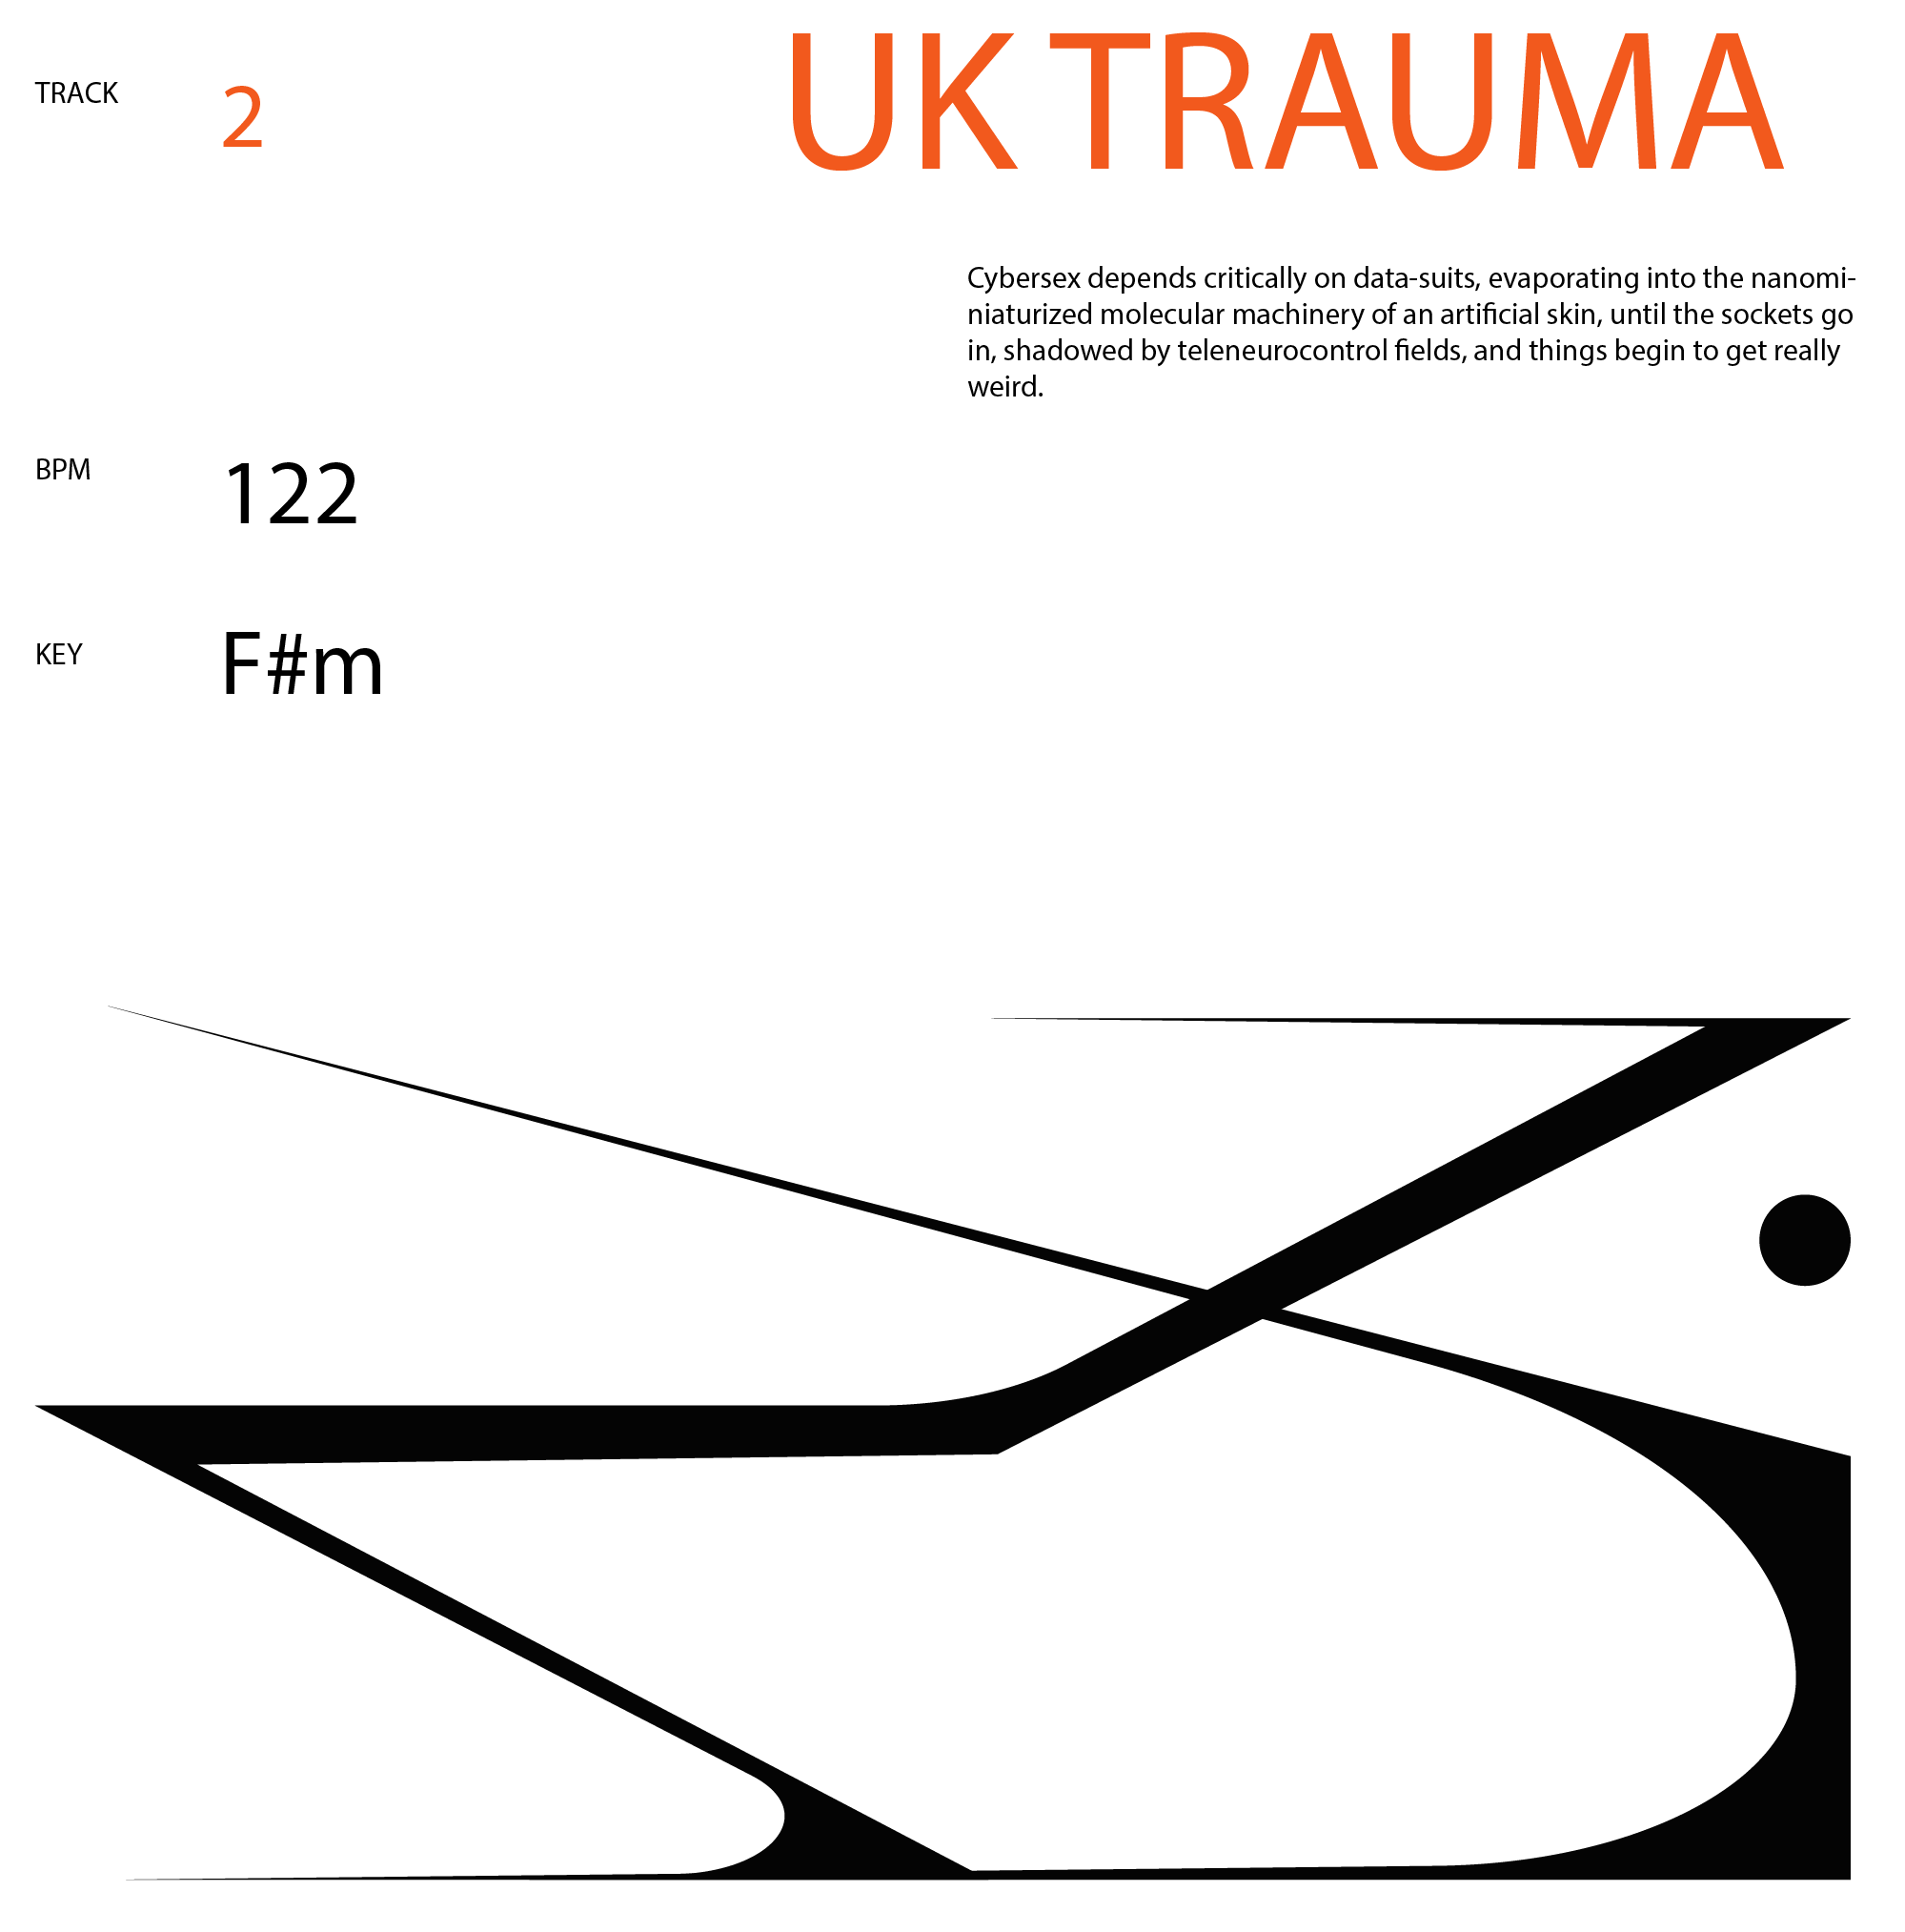 TRACK
2
UK TRAUMA
Cybersex depends critically on data-suits, evaporating into the nanomi-
niaturized molecular machinery of an artificial skin, until the sockets go
in, shadowed by teleneurocontrol fields, and things begin to get really
weird.
BPM
122
KEY
F#m